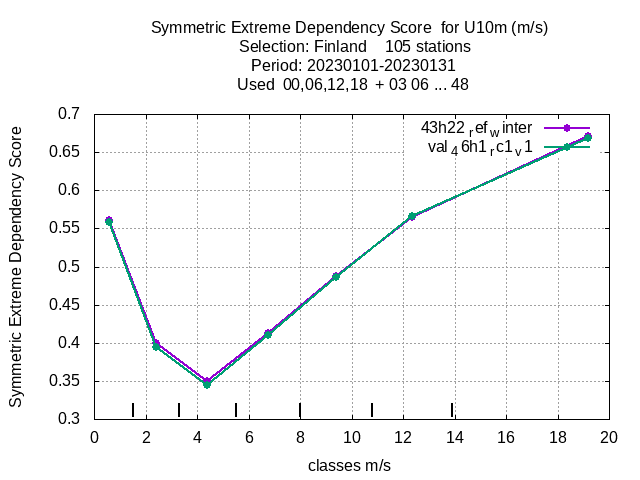 Symmetric Extreme Dependency Score for U10m (m/s)
Selection: Finland 105 stations
Period: 20230101-20230131
Used 00,06,12,18 + 03 06 ... 48
43h22refwinter
val46h1rc1v1
Symmetric Extreme Dependency Score
0.7
0.65
0.6
0.55
0.5
0.45
0.4
0.35
0.3
0 2 4 6 8 10 12 14 16 18 20
classes m/s